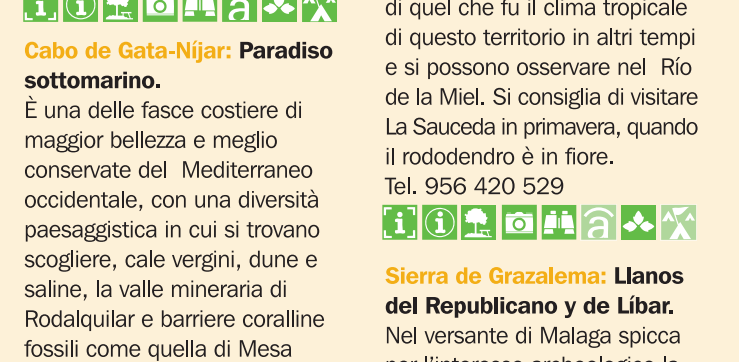 Cabo de Gata-Níjar: Paradiso
sottomarino.
È una delle fasce costiere di
maggior bellezza e meglio
conservate del Mediterraneo
occidentale, con una diversità
paesaggistica in cui si trovano
scogliere, cale vergini, dune e
saline, la valle mineraria di
Rodalquilar e barriere coralline
fossili come quella di Mesa
di quel che fu il clima tropicale
di questo territorio in altri tempi
e si possono osservare nel Río
de la Miel. Si consiglia di visitare
La Sauceda in primavera, quando
il rododendro è in fiore.
Tel. 956 420 529
Sierra de Grazalema: Llanos
del Republicano y de Líbar.
Nel versante di Malaga spicca
per l'interesse archeologico la